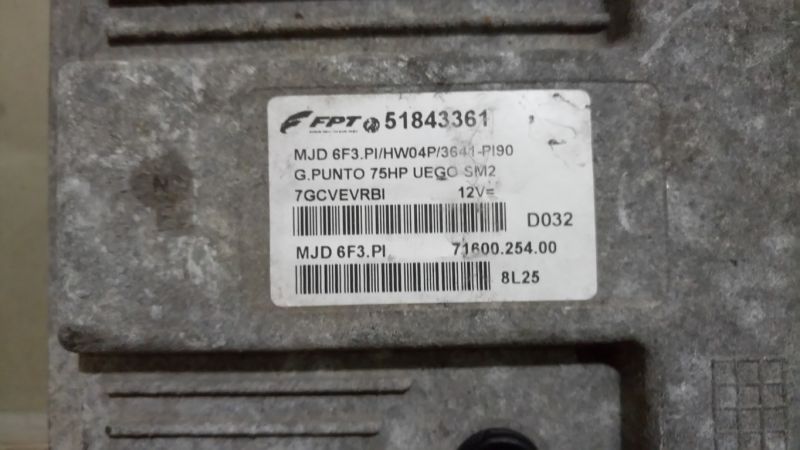 FPT 51843361
MJD 6F3.PI/HW04P/3641-PI90
G.PUNTO 75HP UEGO SM2
7GCVEVRBI 12V=
D032
MJD 6F3.PI 71600.254.00
8L25